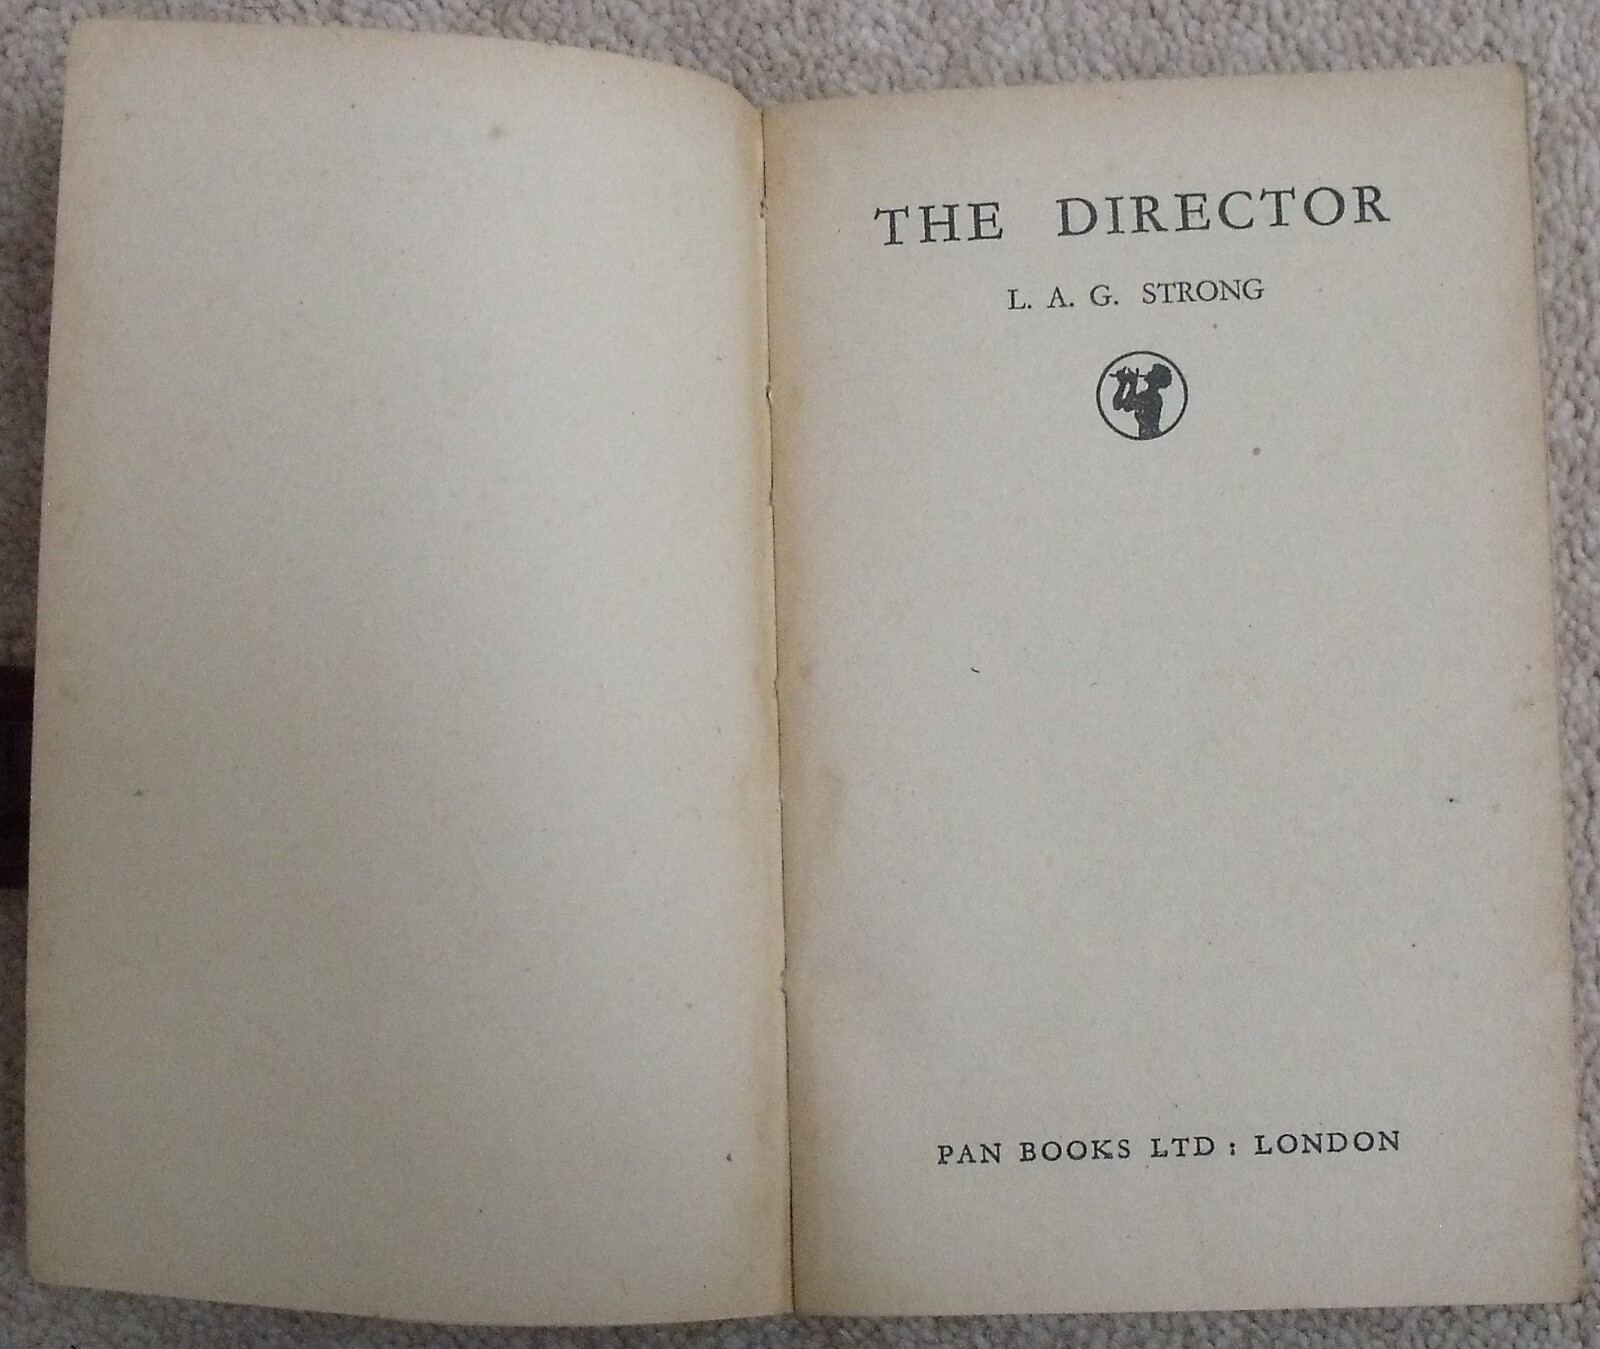 THE DIRECTOR
L. A. G. STRONG
PAN BOOKS LTD : LONDON